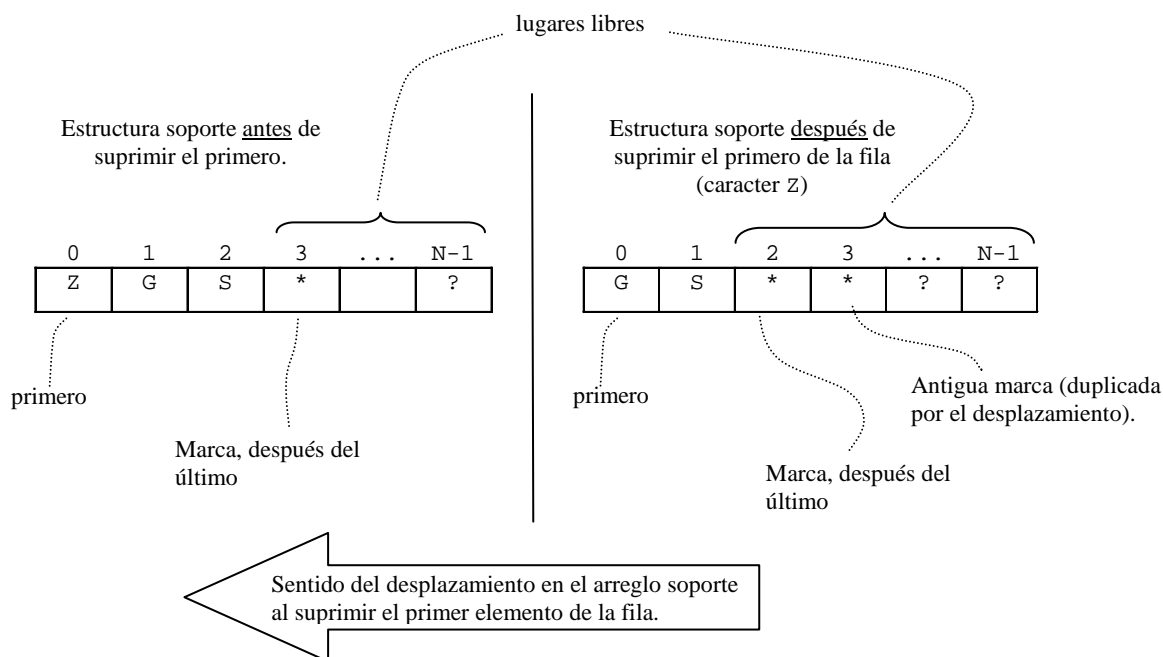 lugares libres
Estructura soporte antes de
suprimir el primero.
0 1 2 3 ... N-1
Z G S * ?
primero
Marca, después del
último
Estructura soporte después de
suprimir el primero de la fila
(caracter Z)
0 1 2 3 ... N-1
G S * * ? ?
primero
Antigua marca (duplicada
por el desplazamiento).
Marca, después del
último
Sentido del desplazamiento en el arreglo soporte
al suprimir el primer elemento de la fila.